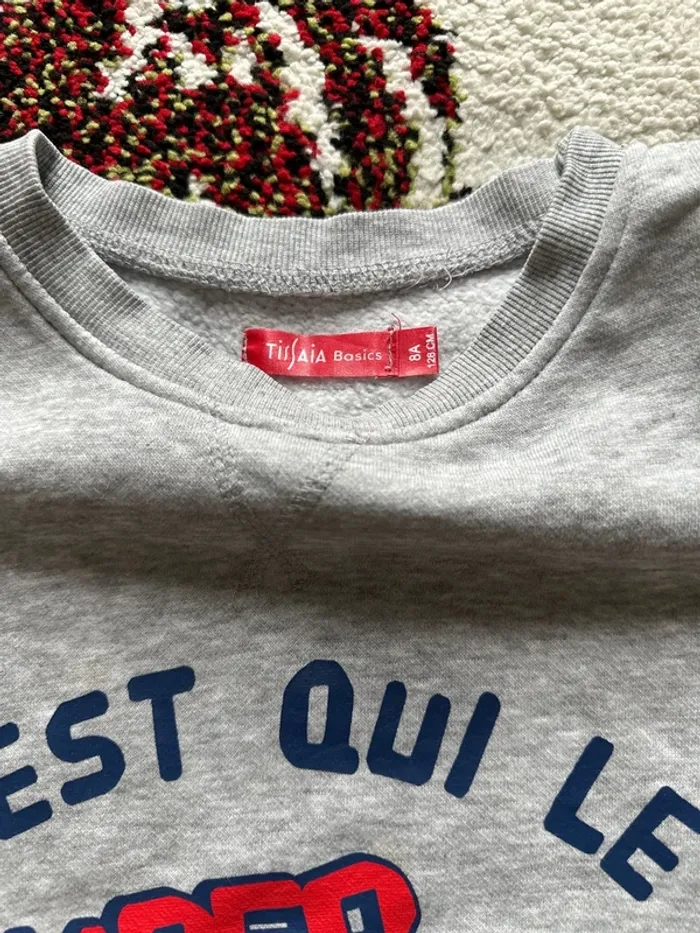 TiSSAiA Basics
8A
128 CM
EST QUI LE